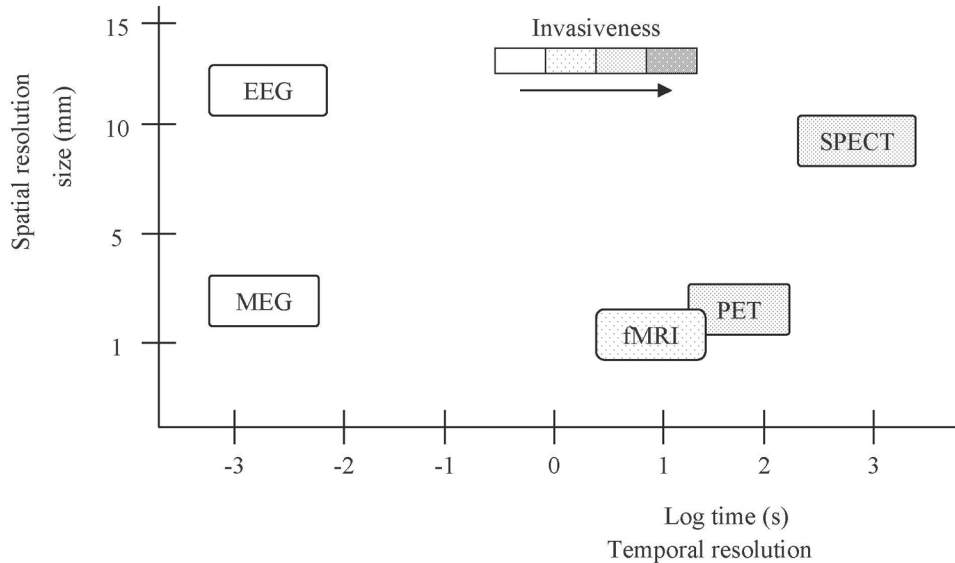 15
Invasiveness
EEG
10
SPECT
Spatial resolution
size (mm)
5
MEG
PET
fMRI
1
-3 -2 -1 0 1 2 3
Log time (s)
Temporal resolution